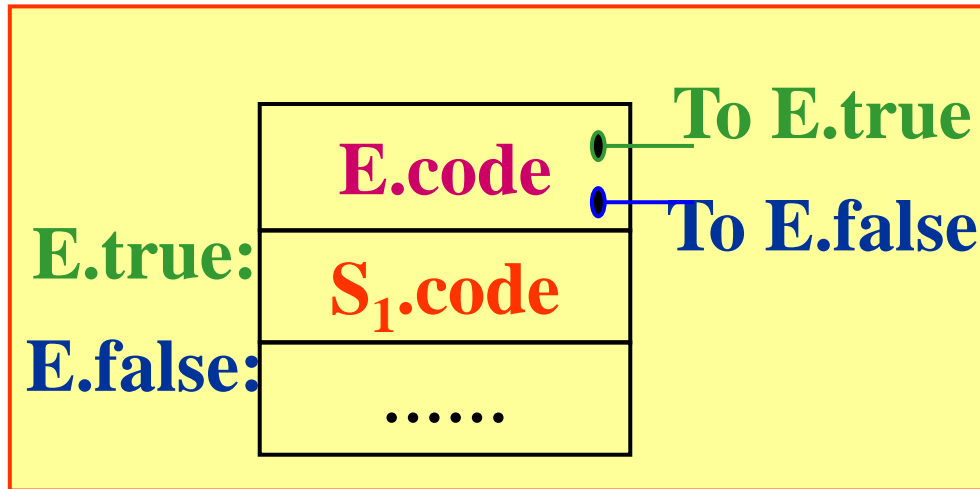 To E.true
E.code
To E.false
E.true:
S₁.code
E.false:
......